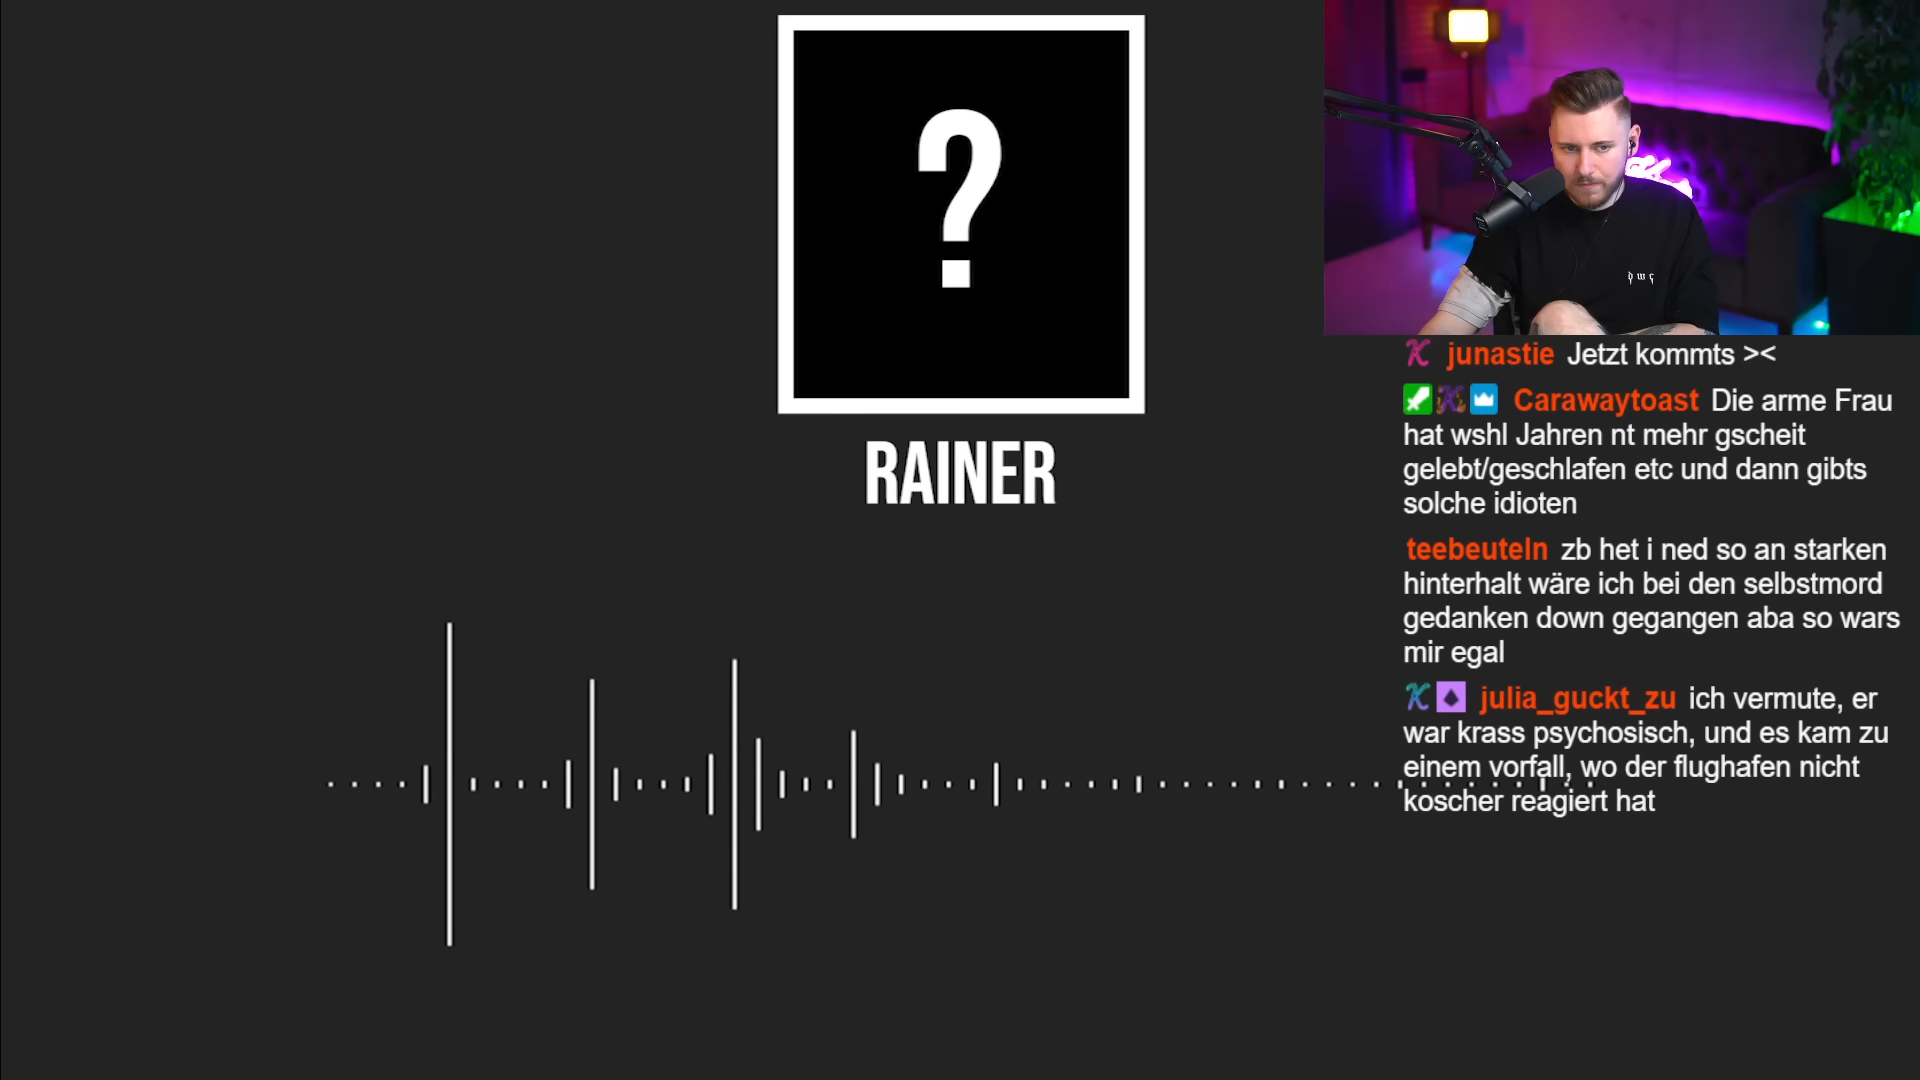 ?
RAINER
DWG
junastie Jetzt kommts ><
Carawaytoast Die arme Frau
hat wshl Jahren nt mehr gscheit
gelebt/geschlafen etc und dann gibts
solche idioten
teebeuteln zb het i ned so an starken
hinterhalt wäre ich bei den selbstmord
gedanken down gegangen aba so wars
mir egal
julia_guckt_zu ich vermute, er
war krass psychosisch, und es kam zu
einem vorfall, wo der flughafen nicht
koscher reagiert hat